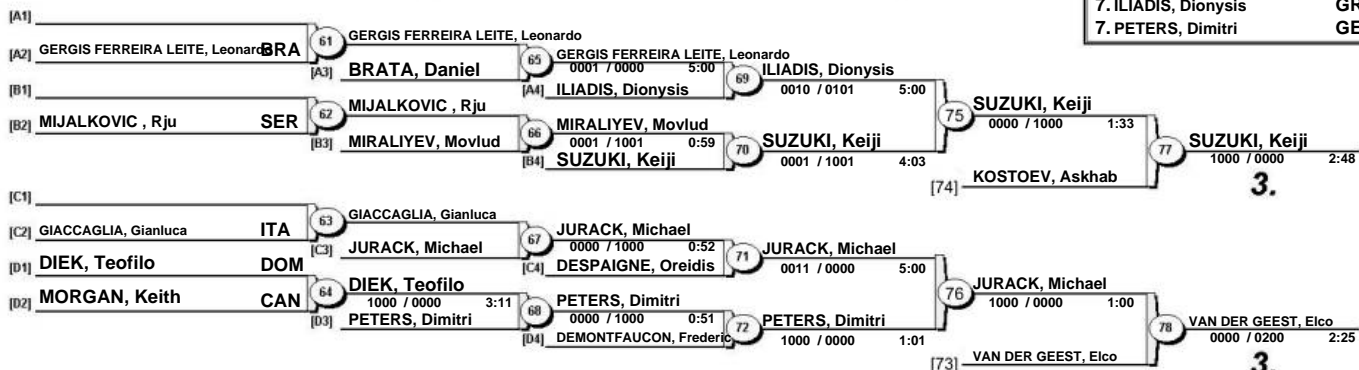 7. ILIADIS, Dionysis GR
7. PETERS, Dimitri GE
[A1]
[A2] GERGIS FERREIRA LEITE, Leonardo BRA
61
GERGIS FERREIRA LEITE, Leonardo
[A3] BRATA, Daniel
65
GERGIS FERREIRA LEITE, Leonardo
0001 / 0000 5:00
[A4] ILIADIS, Dionysis
69
ILIADIS, Dionysis
0010 / 0101 5:00
[B1]
[B2] MIJALKOVIC , Rju SER
62
MIJALKOVIC , Rju
[B3] MIRALIYEV, Movlud
66
MIRALIYEV, Movlud
0001 / 1001 0:59
[B4] SUZUKI, Keiji
70
SUZUKI, Keiji
0001 / 1001 4:03
75
SUZUKI, Keiji
0000 / 1000 1:33
[74] KOSTOEV, Askhab
77
SUZUKI, Keiji
1000 / 0000 2:48
3.
[C1]
[C2] GIACCAGLIA, Gianluca ITA
63
GIACCAGLIA, Gianluca
[C3] JURACK, Michael
67
JURACK, Michael
0000 / 1000 0:52
[C4] DESPAIGNE, Oreidis
71
JURACK, Michael
0011 / 0000 5:00
[D1] DIEK, Teofilo DOM
[D2] MORGAN, Keith CAN
64
DIEK, Teofilo
1000 / 0000 3:11
[D3] PETERS, Dimitri
68
PETERS, Dimitri
0000 / 1000 0:51
[D4] DEMONTFAUCON, Frederic
72
PETERS, Dimitri
1000 / 0000 1:01
76
JURACK, Michael
1000 / 0000 1:00
[73] VAN DER GEEST, Elco
78
VAN DER GEEST, Elco
0000 / 0200 2:25
3.